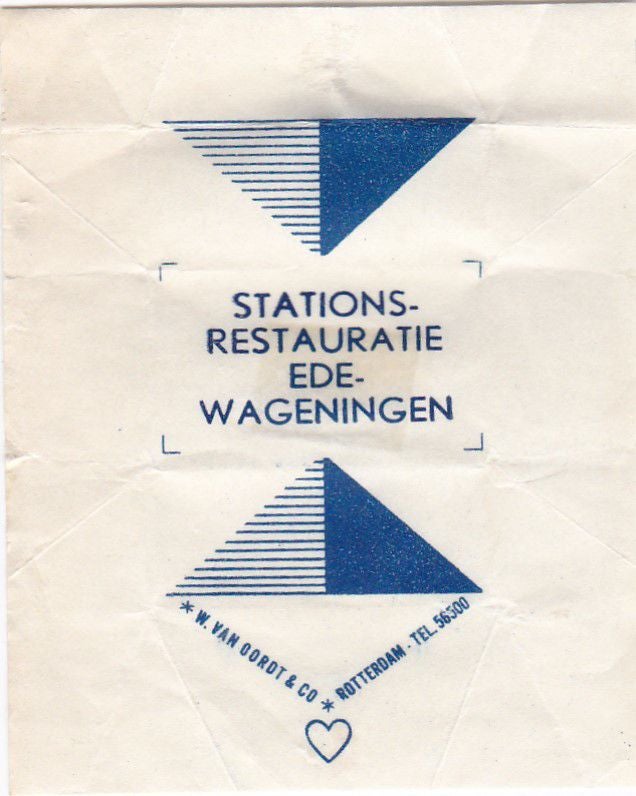 STATIONS-
RESTAURATIE
EDE-
WAGENINGEN
* W. VAN OORDT & CO *
ROTTERDAM - TEL. 56500